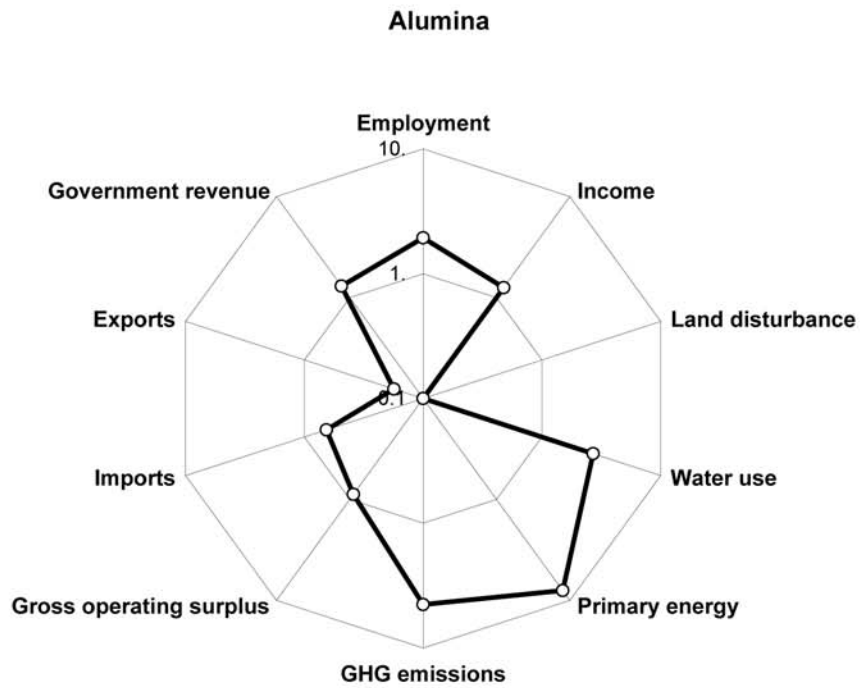 Alumina
Employment
10.
Government revenue
Income
1.
Exports
Land disturbance
0.1
Imports
Water use
Gross operating surplus
Primary energy
GHG emissions